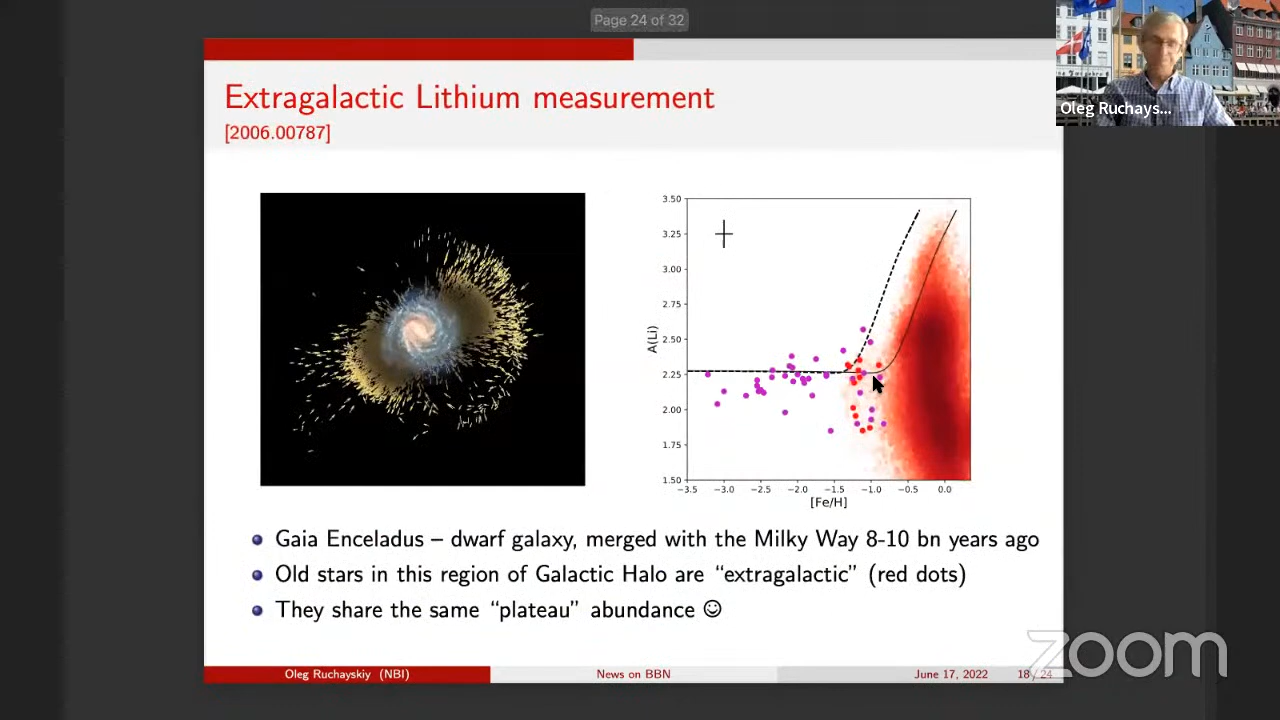 Page 24 of 32
Oleg Ruchays...
Extragalactic Lithium measurement
[2006.00787]
3.50
3.25
3.00
2.75
2.50
2.25
2.00
1.75
1.50
A(Li)
−3.5 −3.0 −2.5 −2.0 −1.5 −1.0 −0.5 0.0
[Fe/H]
Gaia Enceladus – dwarf galaxy, merged with the Milky Way 8-10 bn years ago
Old stars in this region of Galactic Halo are “extragalactic” (red dots)
They share the same “plateau” abundance ☺
Oleg Ruchayskiy (NBI) News on BBN June 17, 2022 18 / 24
zoom